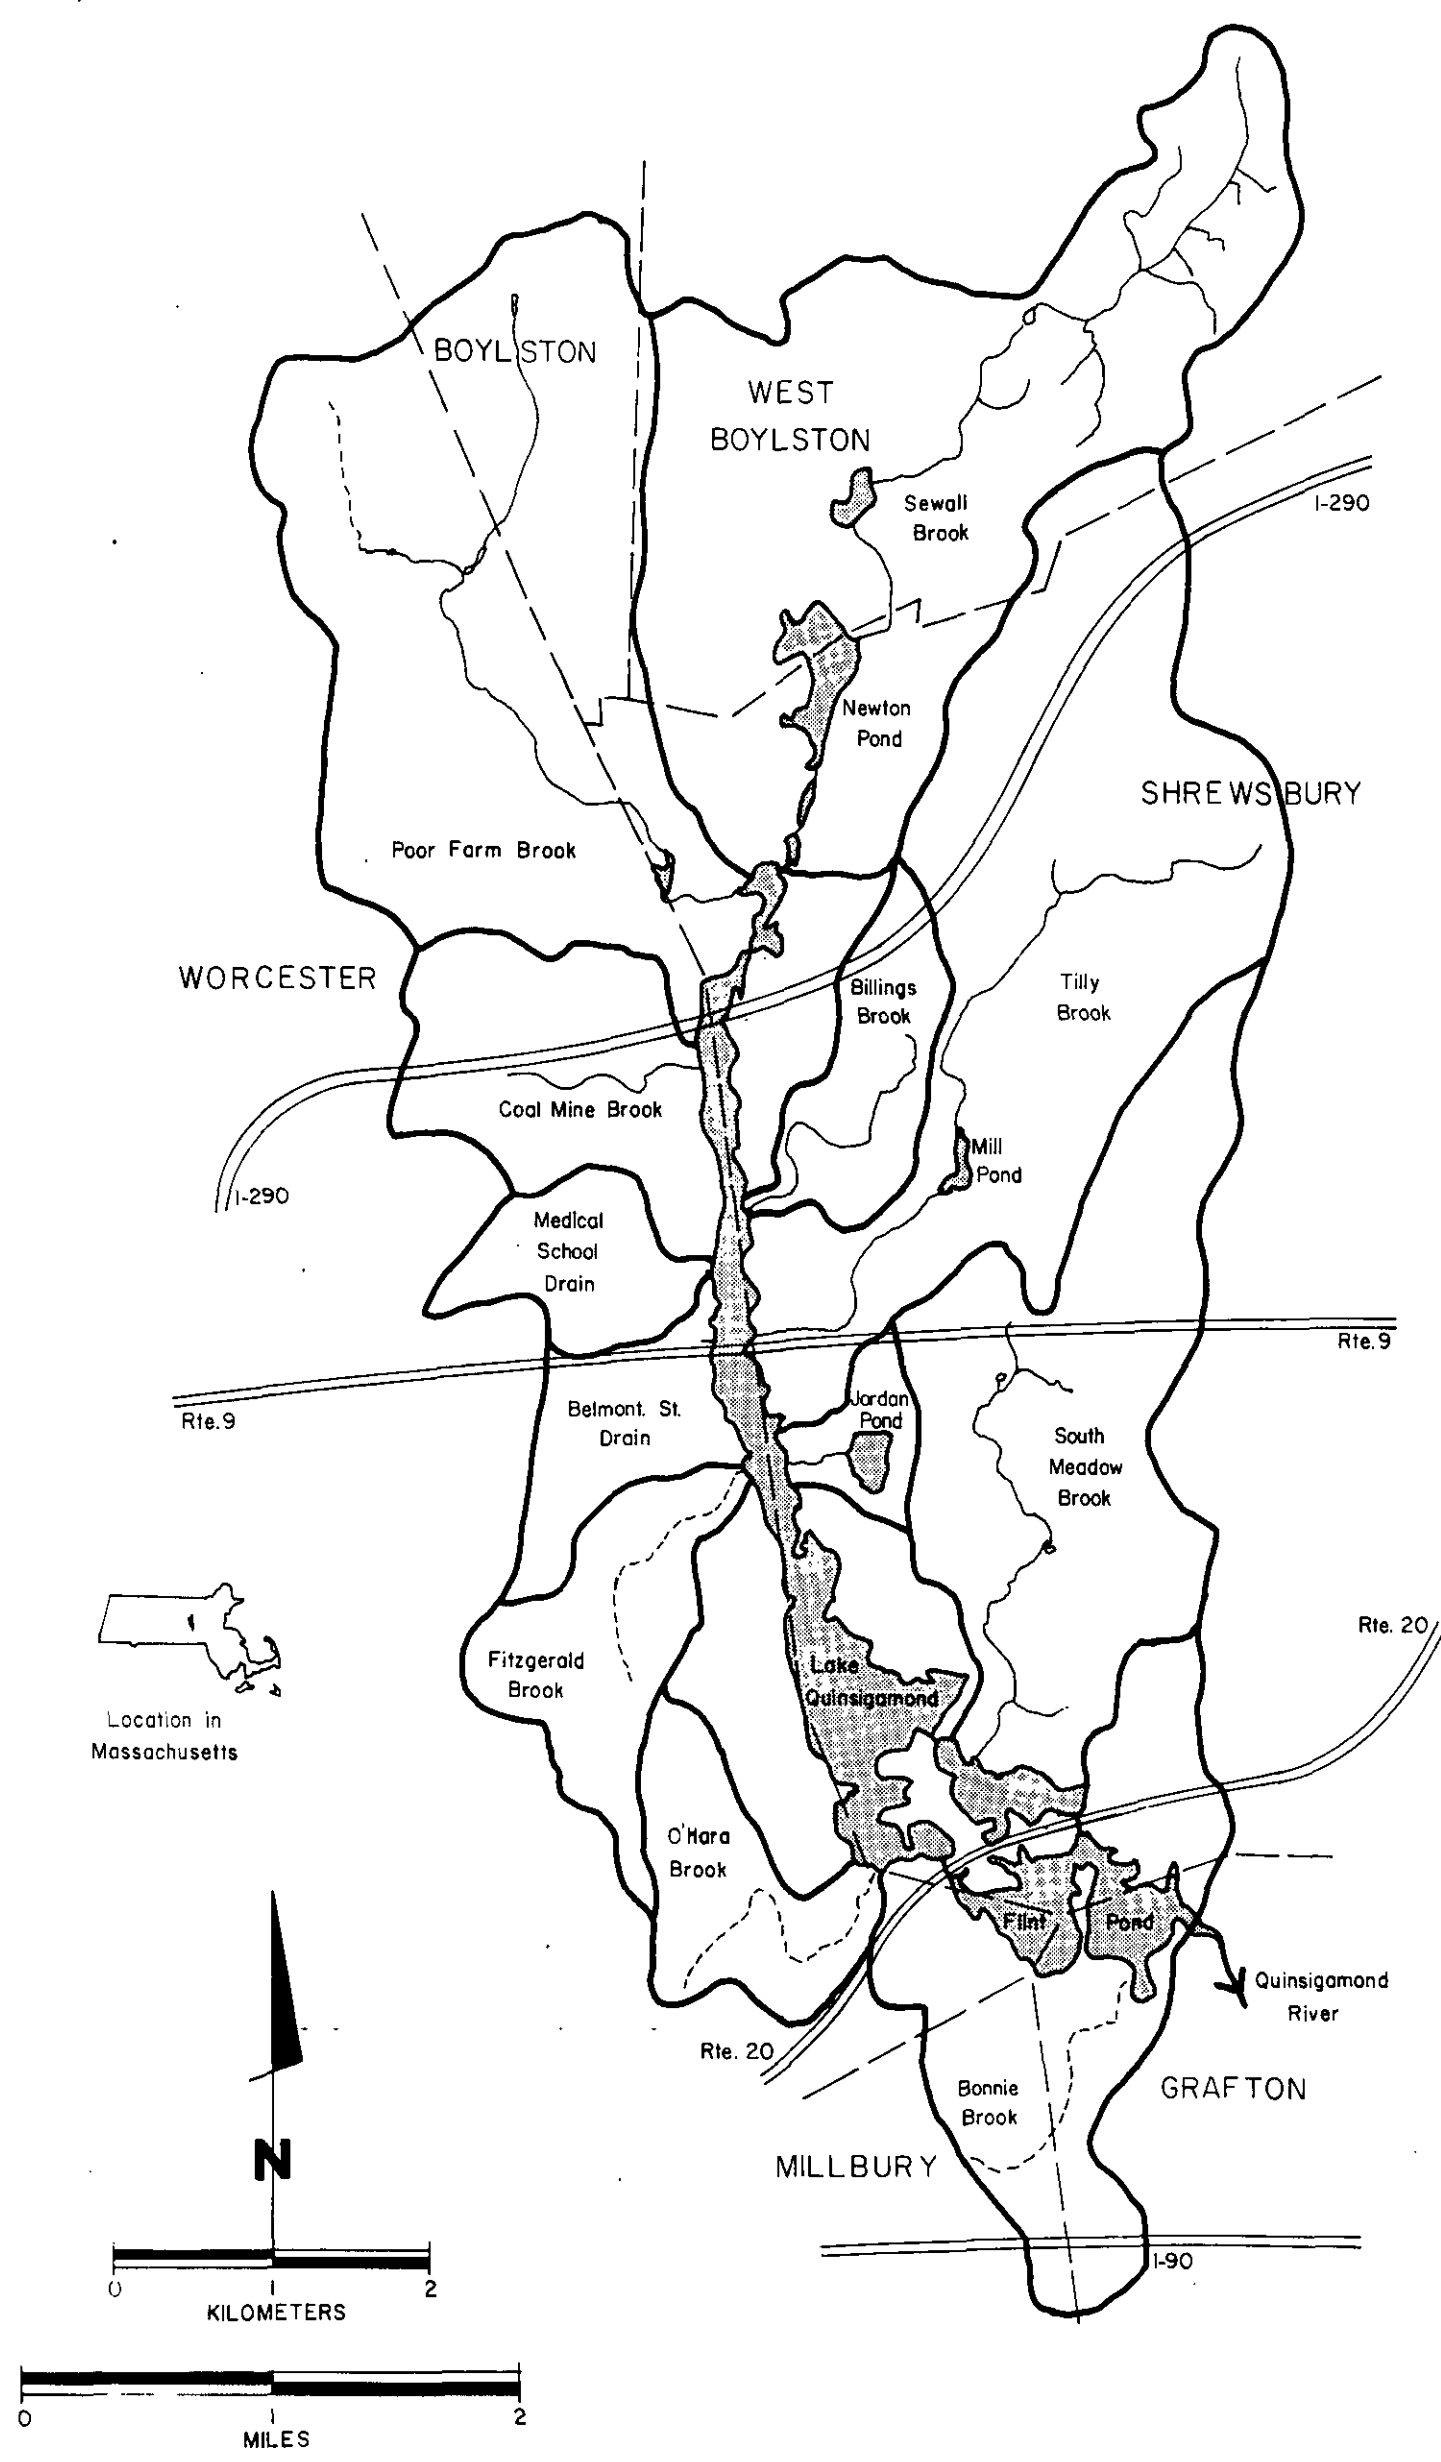 BOYLSTON
WEST
BOYLSTON
Sewall
Brook
I-290
Newton
Pond
SHREWSBURY
Poor Farm Brook
WORCESTER
Billings
Brook
Tilly
Brook
Coal Mine Brook
Mill
Pond
I-290
Medical
School
Drain
Rte.9
Rte.9
Jordan
Pond
Belmont. St.
Drain
South
Meadow
Brook
Rte. 20
Fitzgerald
Brook
Lake
Quinsigamond
Location in
Massachusetts
O'Hara
Brook
Flint Pond
Quinsigamond
River
Rte. 20
Bonnie
Brook
GRAFTON
MILLBURY
N
I-90
0 1 2
KILOMETERS
0 1 2
MILES